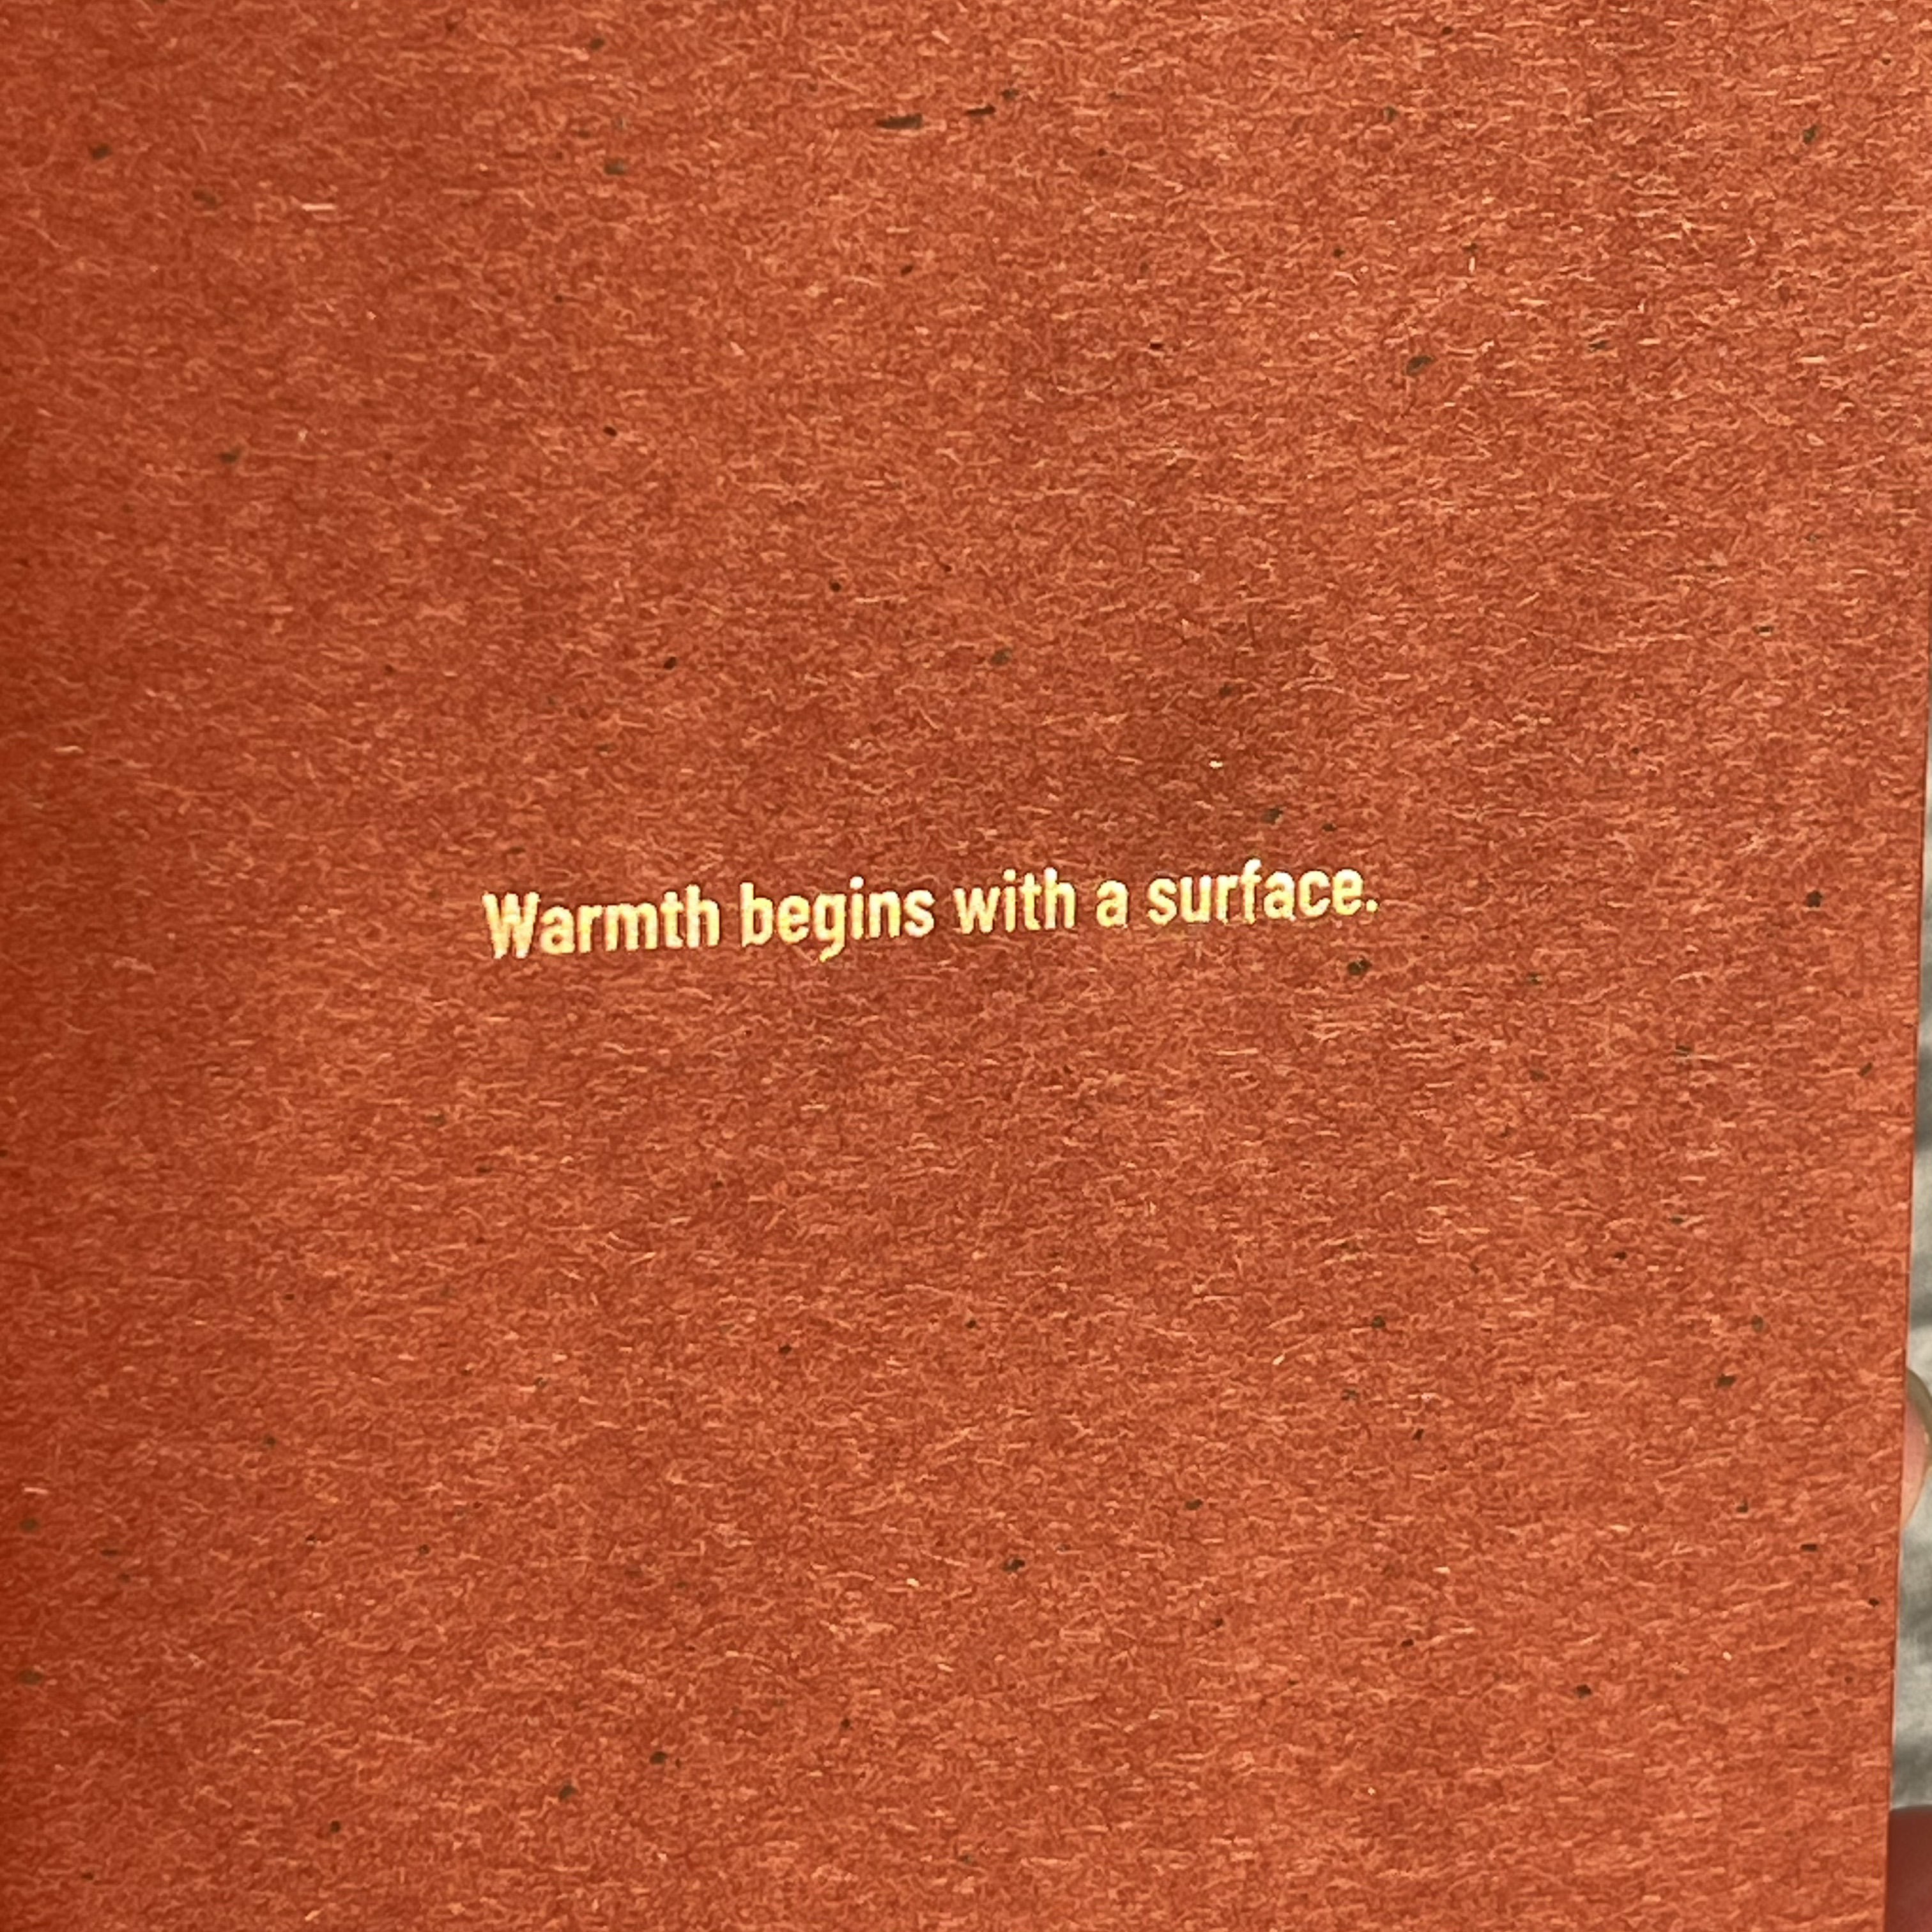 Warmth begins with a surface.